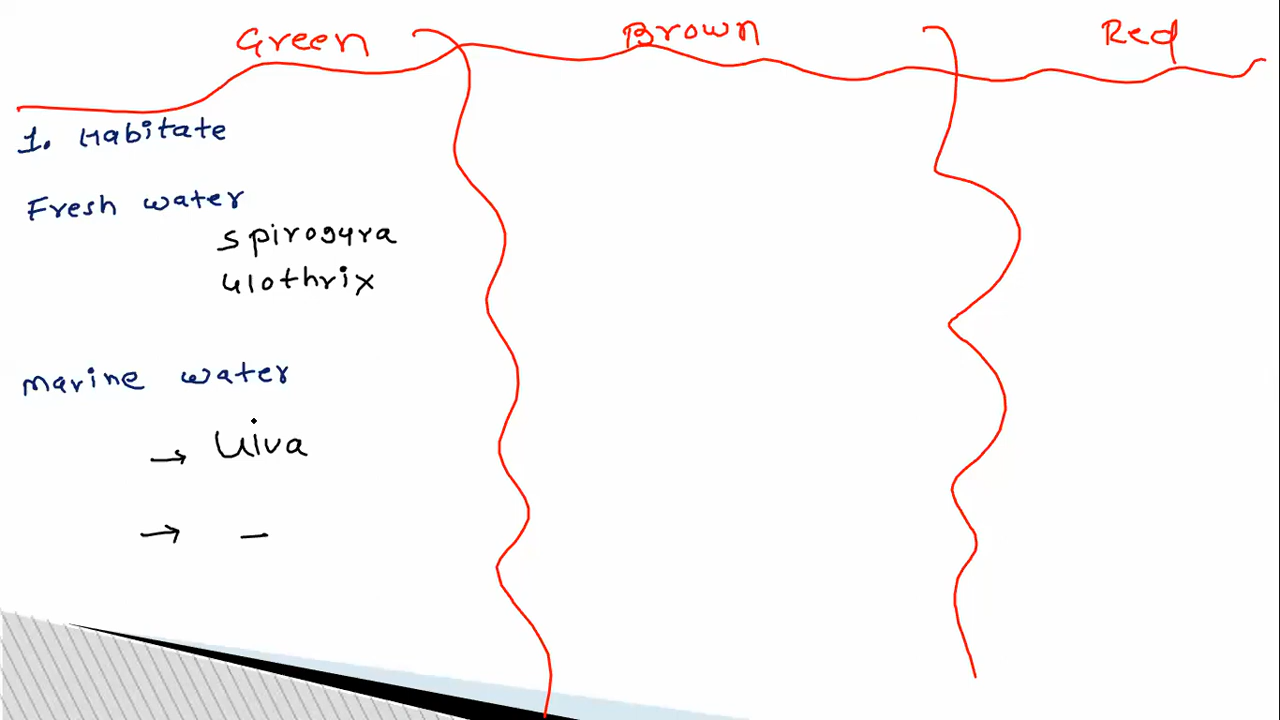 Green Brown Red
1. Habitate
Fresh water
spirogyra
ulothrix
marine water
→ Ulva
→ –